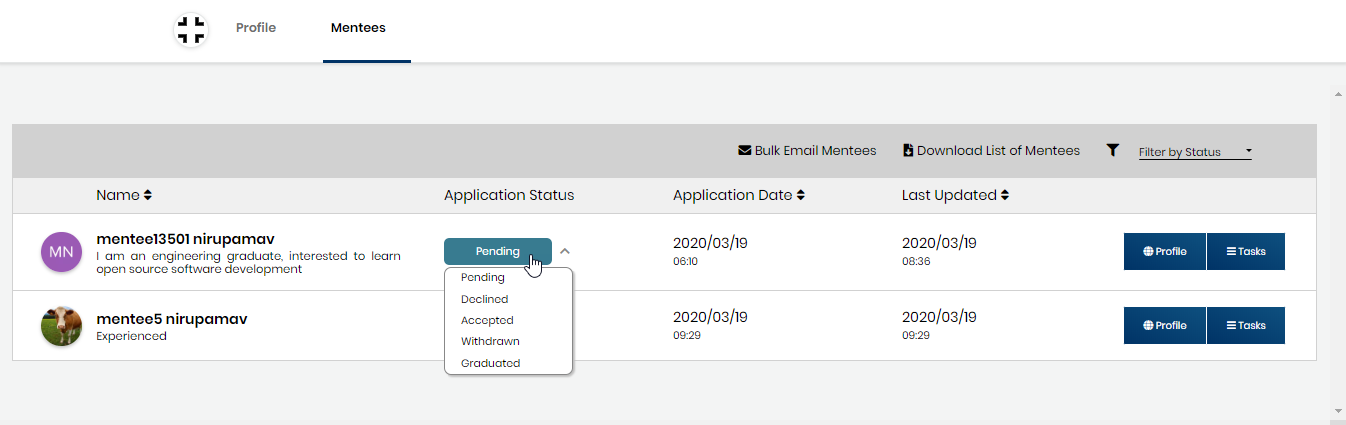 Profile Mentees
Bulk Email Mentees Download List of Mentees Filter by Status
Name Application Status Application Date Last Updated
MN mentee13501 nirupamav Pending 2020/03/19 2020/03/19 Profile Tasks
I am an engineering graduate, interested to learn 06:10 08:36
open source software development
Pending
Declined
mentee5 nirupamav Accepted 2020/03/19 2020/03/19 Profile Tasks
Experienced Withdrawn 09:29 09:29
Graduated